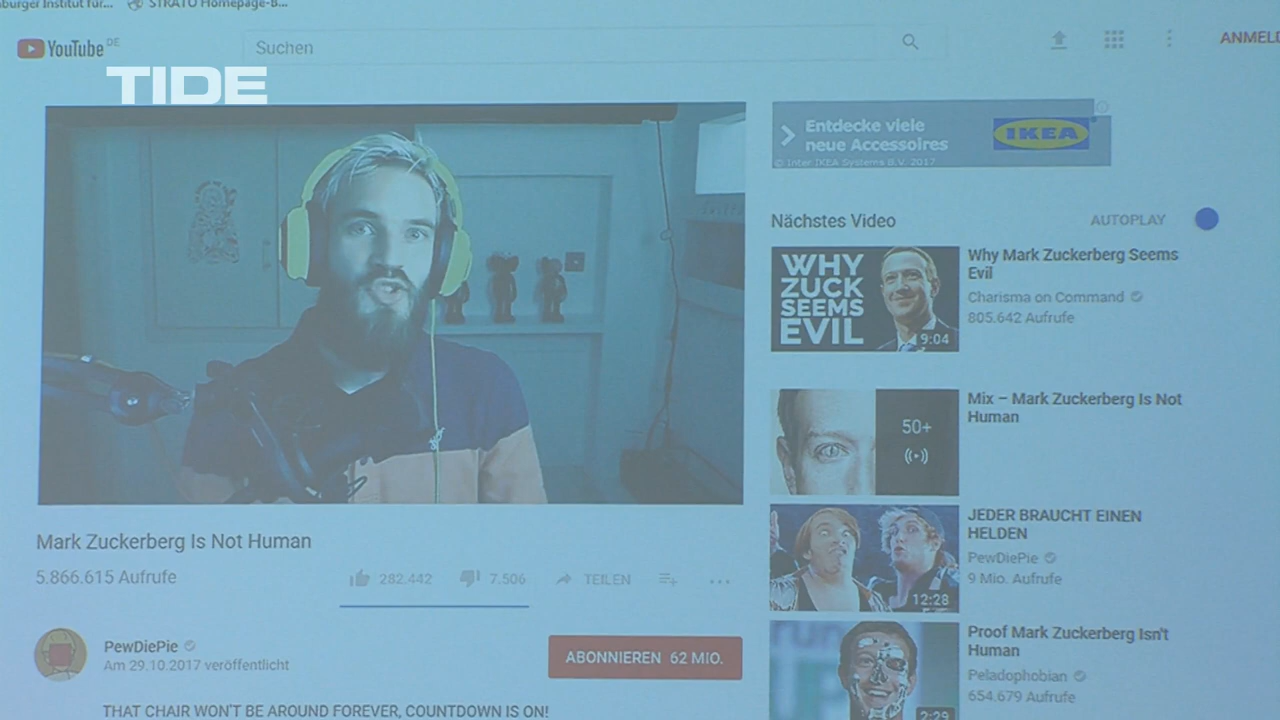 burger Institut für...
STRATO Homepage-B...
YouTube DE
Suchen
ANMELD
TIDE
Entdecke viele
neue Accessoires
© Inter IKEA Systems B.V. 2017
IKEA
Nächstes Video
AUTOPLAY
WHY
ZUCK
SEEMS
EVIL
9:04
Why Mark Zuckerberg Seems
Evil
Charisma on Command
805.642 Aufrufe
50+
Mix – Mark Zuckerberg Is Not
Human
12:28
JEDER BRAUCHT EINEN
HELDEN
PewDiePie
9 Mio. Aufrufe
2:29
Proof Mark Zuckerberg Isn't
Human
Peladophobian
654.679 Aufrufe
Mark Zuckerberg Is Not Human
5.866.615 Aufrufe
282.442
7.506
TEILEN
PewDiePie
Am 29.10.2017 veröffentlicht
ABONNIEREN 62 MIO.
THAT CHAIR WON'T BE AROUND FOREVER, COUNTDOWN IS ON!